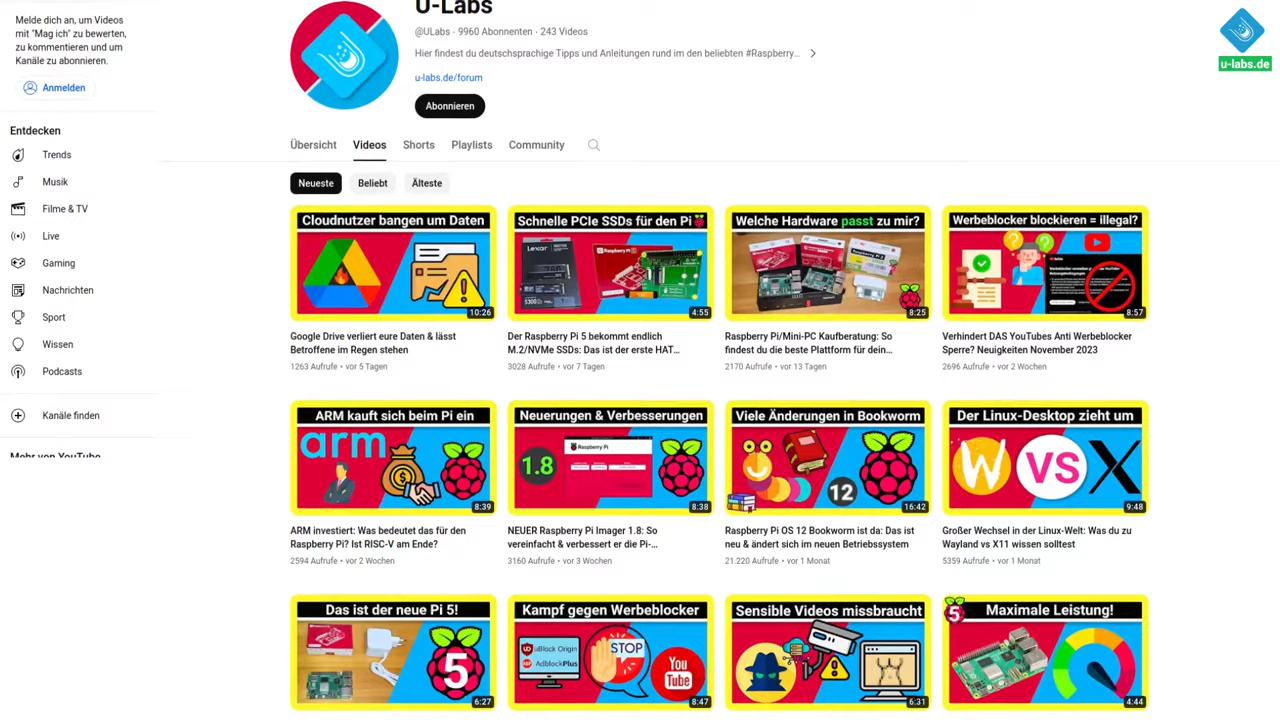 U-Labs
@ULabs · 9960 Abonnenten · 243 Videos
Hier findest du deutschsprachige Tipps und Anleitungen rund im den beliebten #Raspberry...
u-labs.de/forum
Abonnieren
u-labs.de
Melde dich an, um Videos
mit "Mag ich" zu bewerten,
zu kommentieren und um
Kanäle zu abonnieren.
Anmelden
Entdecken
Trends
Musik
Filme & TV
Live
Gaming
Nachrichten
Sport
Wissen
Podcasts
Kanäle finden
Mehr von YouTube
Übersicht Videos Shorts Playlists Community
Neueste Beliebt Älteste
Cloudnutzer bangen um Daten
10:26
Google Drive verliert eure Daten & lässt
Betroffene im Regen stehen
1263 Aufrufe · vor 5 Tagen
Schnelle PCIe SSDs für den Pi
Lexar
4:55
Der Raspberry Pi 5 bekommt endlich
M.2/NVMe SSDs: Das ist der erste HAT...
3028 Aufrufe · vor 7 Tagen
Welche Hardware passt zu mir?
8:25
Raspberry Pi/Mini-PC Kaufberatung: So
findest du die beste Plattform für dein...
2170 Aufrufe · vor 13 Tagen
Werbeblocker blockieren = illegal?
8:57
Verhindert DAS YouTubes Anti Werbeblocker
Sperre? Neuigkeiten November 2023
2696 Aufrufe · vor 2 Wochen
ARM kauft sich beim Pi ein
arm
8:39
ARM investiert: Was bedeutet das für den
Raspberry Pi? Ist RISC-V am Ende?
2594 Aufrufe · vor 2 Wochen
Neuerungen & Verbesserungen
1.8
Raspberry Pi
8:38
NEUER Raspberry Pi Imager 1.8: So
vereinfacht & verbessert er die Pi-...
3160 Aufrufe · vor 3 Wochen
Viele Änderungen in Bookworm
12
16:42
Raspberry Pi OS 12 Bookworm ist da: Das ist
neu & ändert sich im neuen Betriebssystem
21.220 Aufrufe · vor 1 Monat
Der Linux-Desktop zieht um
W VS X
9:48
Großer Wechsel in der Linux-Welt: Was du zu
Wayland vs X11 wissen solltest
5359 Aufrufe · vor 1 Monat
Das ist der neue Pi 5!
5
6:27
Kampf gegen Werbeblocker
uBlock Origin
AdblockPlus
STOP
You
Tube
8:47
Sensible Videos missbraucht
6:31
5
Maximale Leistung!
4:44